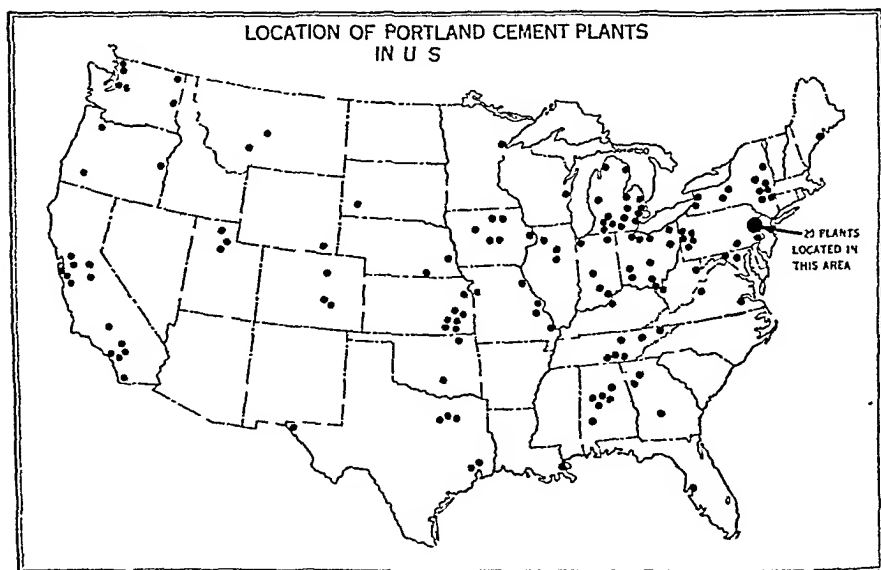 LOCATION OF PORTLAND CEMENT PLANTS
IN U S
PLANTS
LOCATED IN
THIS AREA